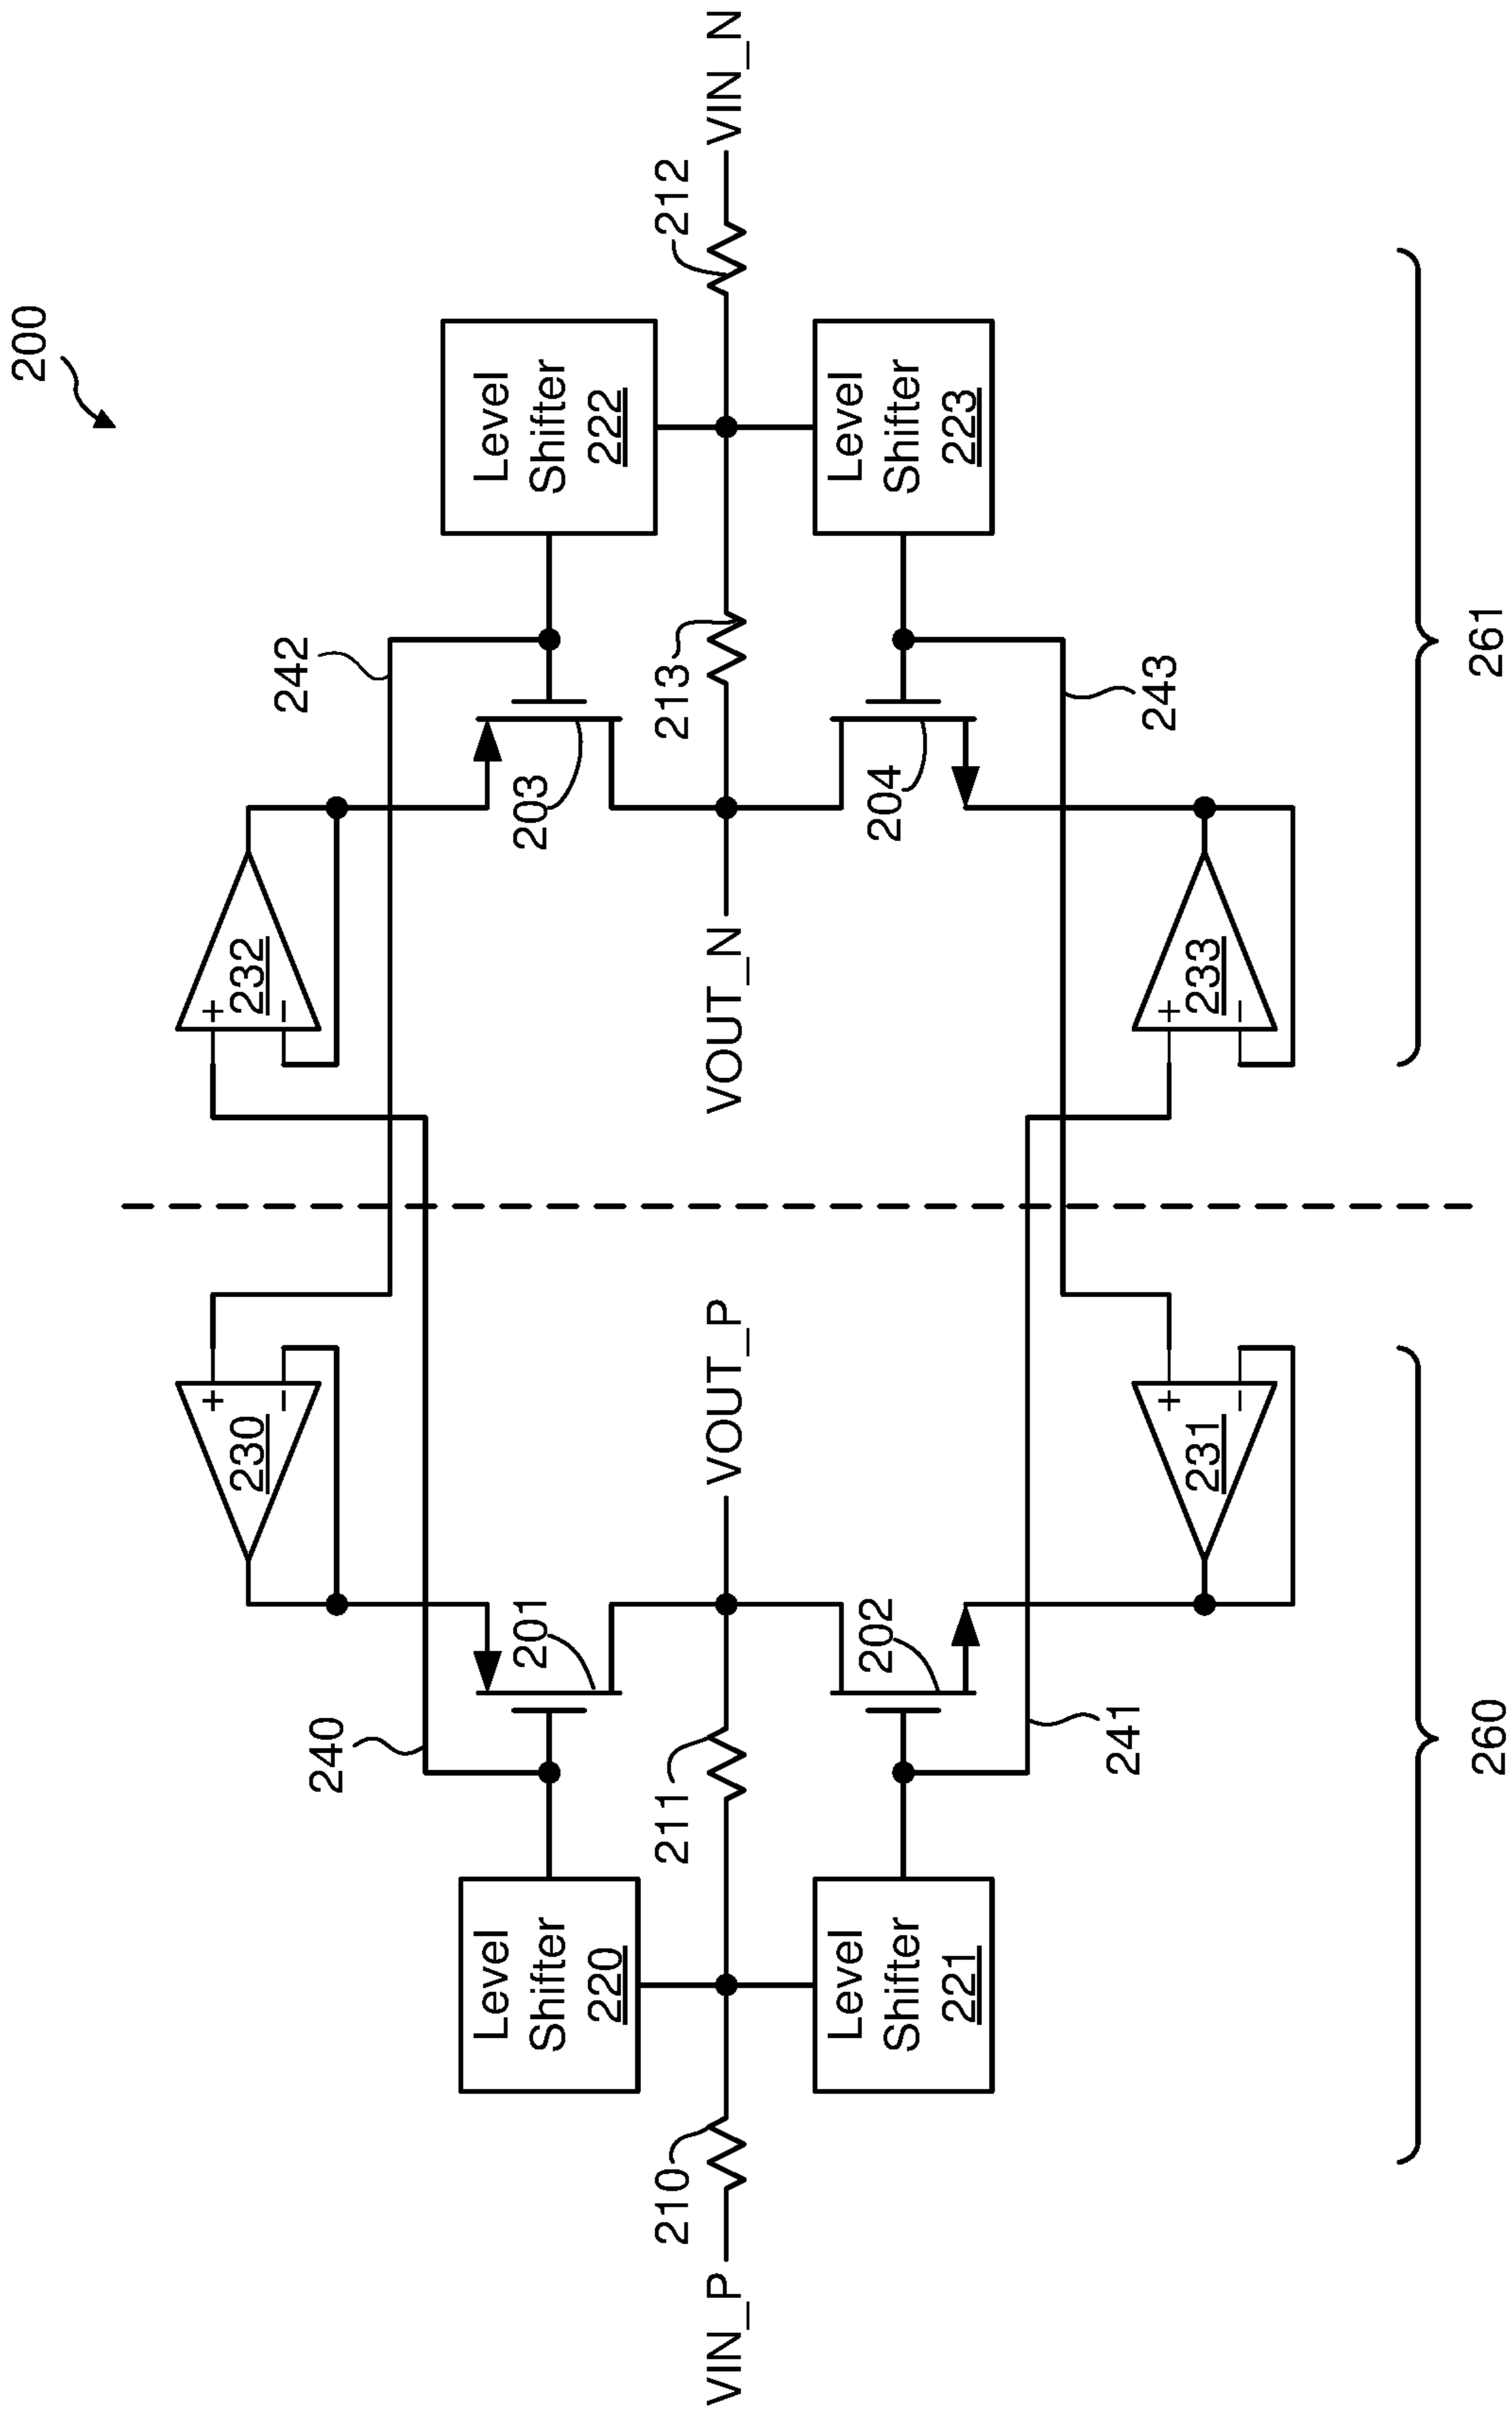 200
242
240
232
230
Level
Shifter
222
Level
Shifter
220
203
201
212
213
211
210
VIN_N
VOUT_N
VOUT_P
VIN_P
Level
Shifter
223
Level
Shifter
221
204
202
243
241
233
231
+
−
+
−
+
−
+
−
261
260